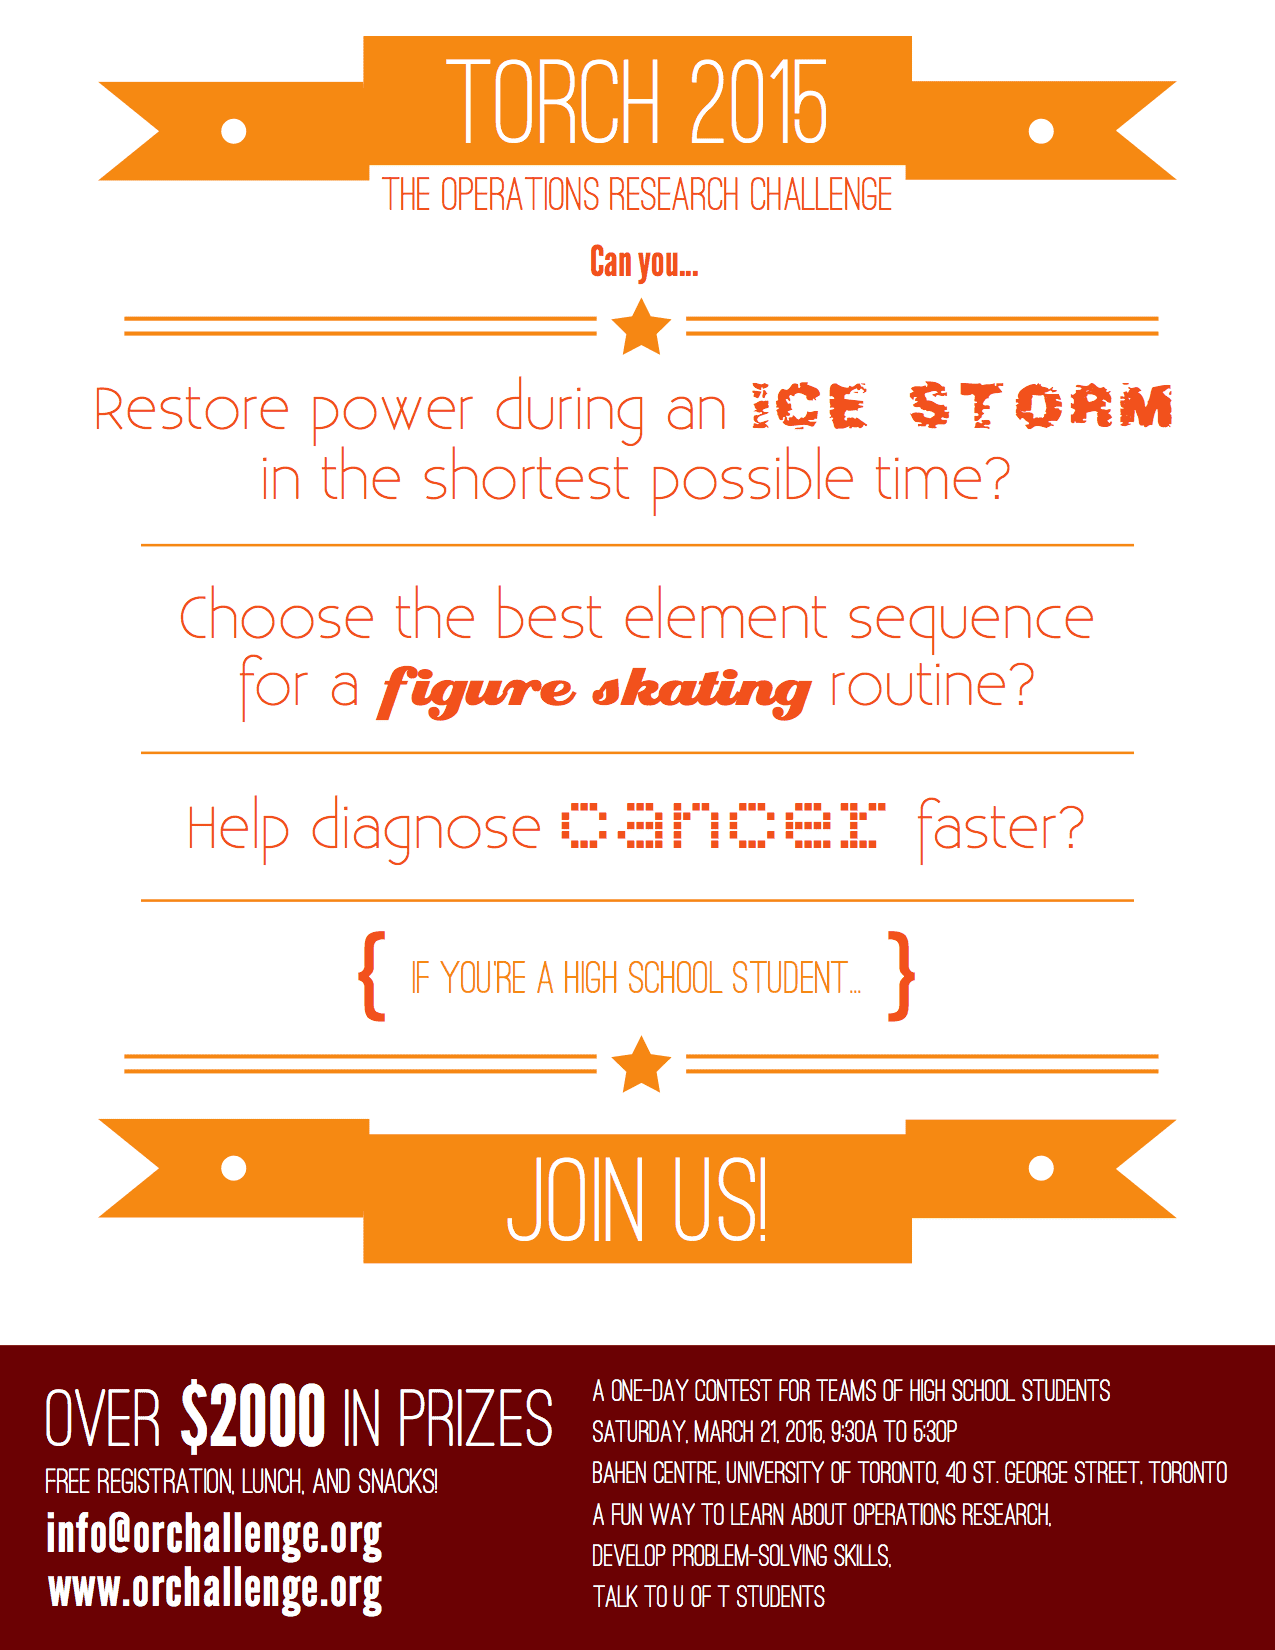 TORCH 2015
THE OPERATIONS RESEARCH CHALLENGE
Can you...
Restore power during an ICE STORM
in the shortest possible time?
Choose the best element sequence
for a figure skating routine?
Help diagnose cancer faster?
{ IF YOU'RE A HIGH SCHOOL STUDENT... }
JOIN US!
OVER $2000 IN PRIZES
FREE REGISTRATION, LUNCH, AND SNACKS!
info@orchallenge.org
www.orchallenge.org
A ONE-DAY CONTEST FOR TEAMS OF HIGH SCHOOL STUDENTS
SATURDAY, MARCH 21, 2015, 9:30A TO 5:30P
BAHEN CENTRE, UNIVERSITY OF TORONTO, 40 ST. GEORGE STREET, TORONTO
A FUN WAY TO LEARN ABOUT OPERATIONS RESEARCH,
DEVELOP PROBLEM-SOLVING SKILLS,
TALK TO U OF T STUDENTS